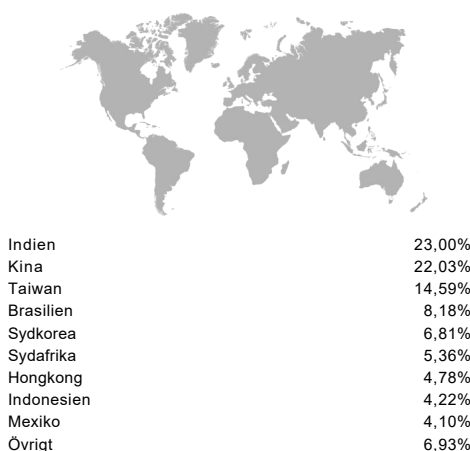 Indien 23,00%
Kina 22,03%
Taiwan 14,59%
Brasilien 8,18%
Sydkorea 6,81%
Sydafrika 5,36%
Hongkong 4,78%
Indonesien 4,22%
Mexiko 4,10%
Övrigt 6,93%